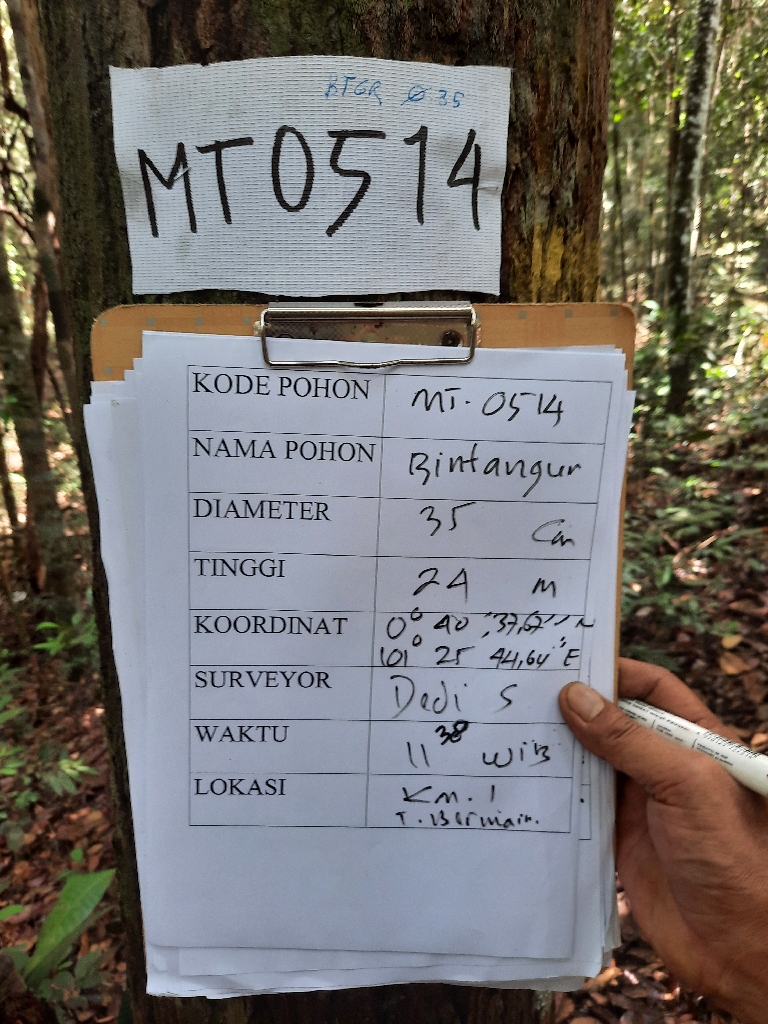 BTGR Ø 35
MT0514
KODE POHON MT. 0514
NAMA POHON Bintangur
DIAMETER 35 Cm
TINGGI 24 m
KOORDINAT 0° 40 '37,67'' N
101° 25 44,64" E
SURVEYOR Dedi S
WAKTU 11 38 WIB
LOKASI Km. 1
T. Bermain.